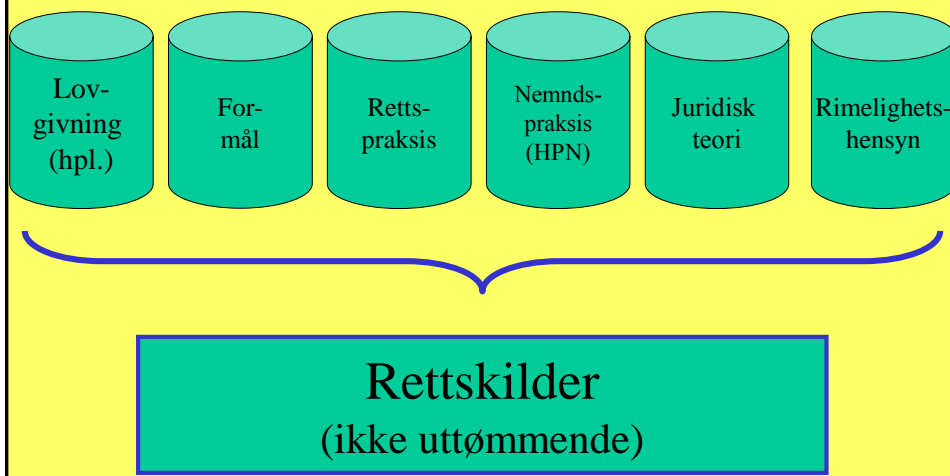 Lov-
givning
(hpl.)
For-
mål
Retts-
praksis
Nemnds-
praksis
(HPN)
Juridisk
teori
Rimelighets-
hensyn
Rettskilder
(ikke uttømmende)